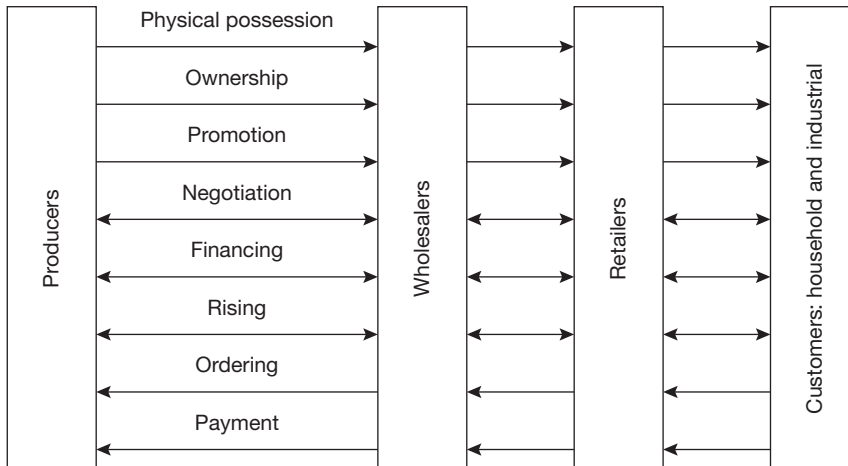 Physical possession
Ownership
Promotion
Negotiation
Financing
Rising
Ordering
Payment
Producers
Wholesalers
Retailers
Customers: household and industrial